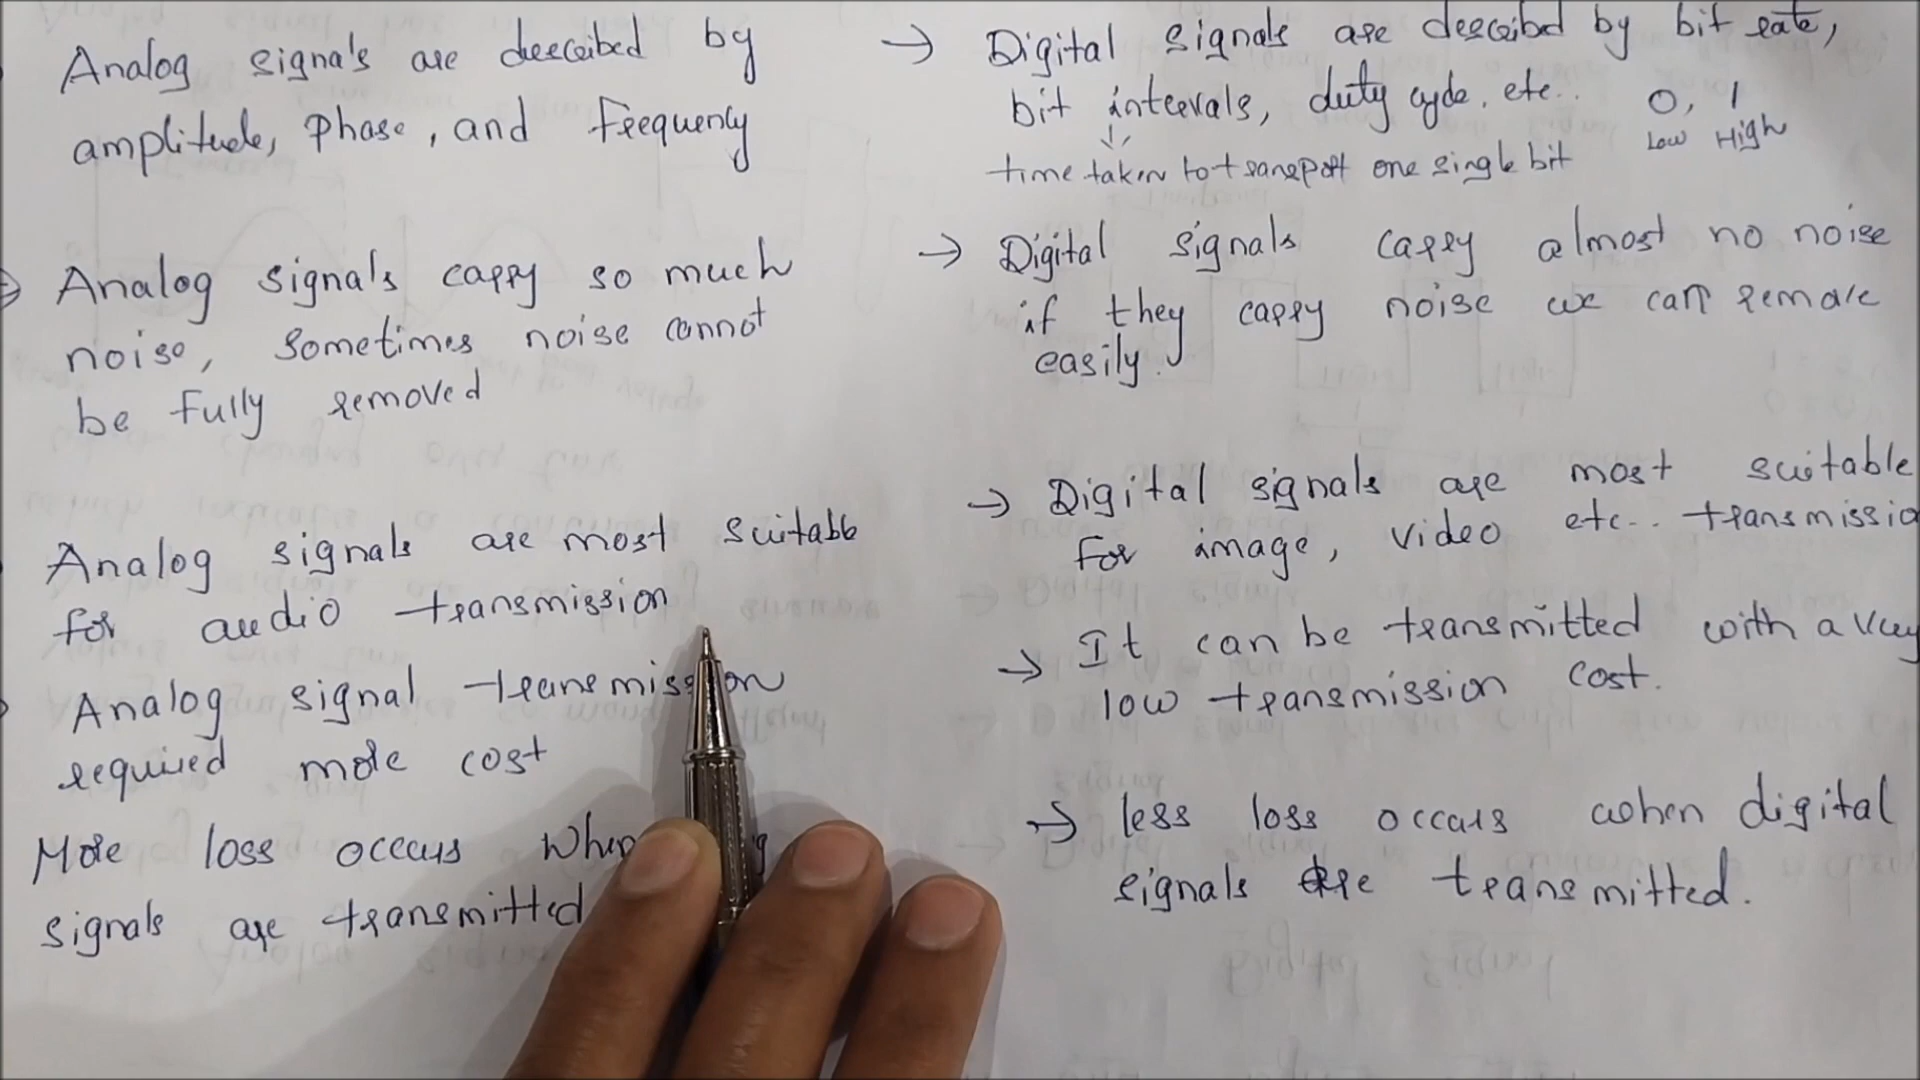 Analog signals are described by
amplitude, Phase, and Frequency
Analog signals carry so much
noise, sometimes noise cannot
be fully removed
Analog signals are most suitable
for audio transmission
Analog signal transmission
required more cost
More loss occurs when
signals are transmitted
→ Digital signals are described by bit rate,
bit intervals, duty cycle, etc.. 0, 1
Low High
time taken to transport one single bit
→ Digital signals carry almost no noise
if they carry noise we can remove
easily.
→ Digital signals are most suitable
for image, video etc... transmissio
→ It can be transmitted with a very
low transmission cost.
→ less loss occurs when digital
signals are transmitted.